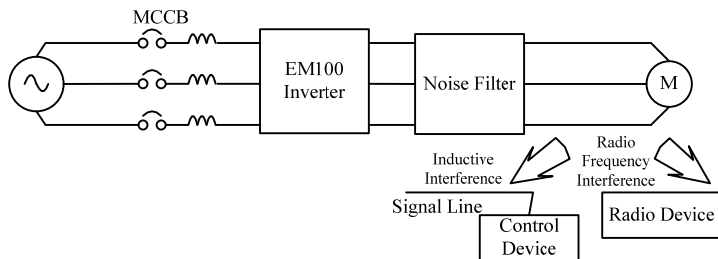 MCCB
EM100
Inverter
Noise Filter
M
Inductive
Interference
Radio
Frequency
Interference
Signal Line
Control
Device
Radio Device